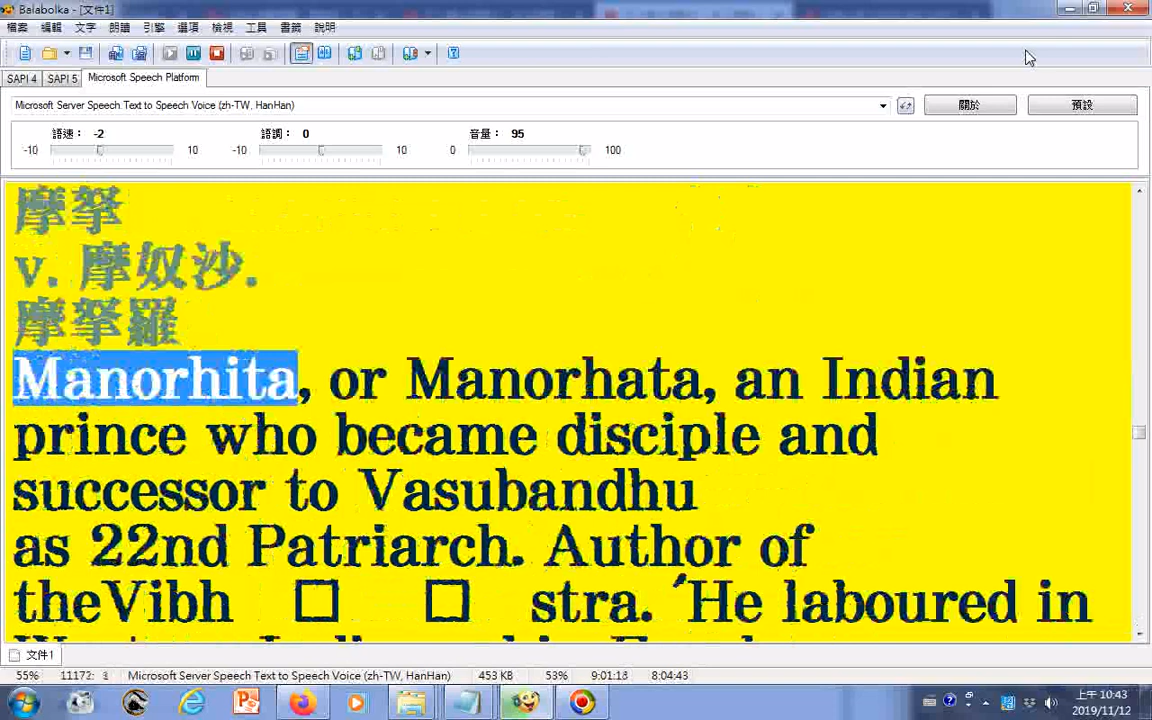 Balabolka - [文件1]
檔案 編輯 文字 朗讀 引擎 選項 檢視 工具 書籤 說明
SAPI 4 SAPI 5 Microsoft Speech Platform
Microsoft Server Speech Text to Speech Voice (zh-TW, HanHan) 關於 預設
語速： -2 語調： 0 音量： 95
-10 10 -10 10 0 100
摩拏
v. 摩奴沙.
摩拏羅
Manorhita, or Manorhata, an Indian
prince who became disciple and
successor to Vasubandhu
as 22nd Patriarch. Author of
theVibh □ □ stra. ˊHe laboured in
文件1
55% 11172: Microsoft Server Speech Text to Speech Voice (zh-TW, HanHan) 453 KB 53% 9:01:13 8:04:43
上午 10:43
2019/11/12